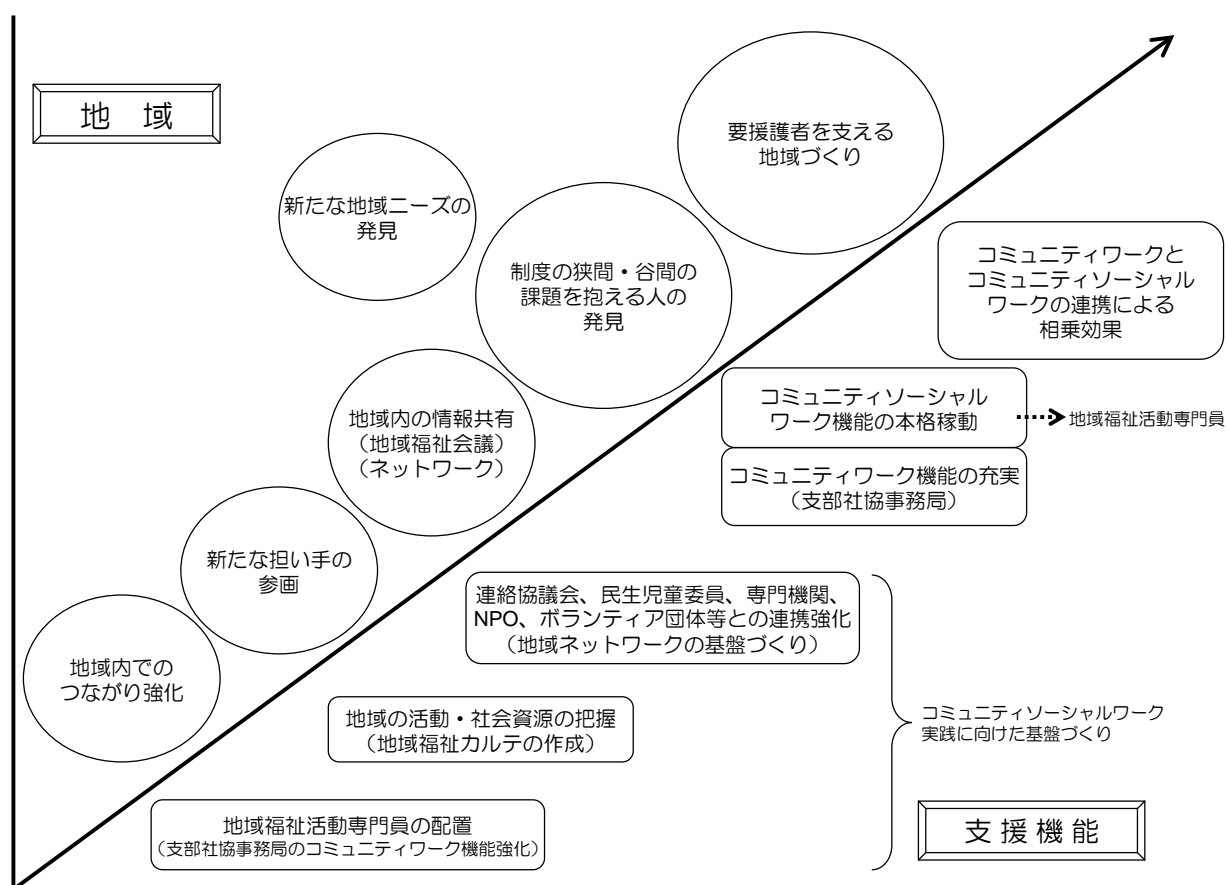 地 域
要援護者を支える
地域づくり
新たな地域ニーズの
発見
制度の狭間・谷間の
課題を抱える人の
発見
地域内の情報共有
（地域福祉会議）
（ネットワーク）
新たな担い手の
参画
地域内での
つながり強化
コミュニティワークと
コミュニティソーシャル
ワークの連携による
相乗効果
コミュニティソーシャル
ワーク機能の本格稼動
地域福祉活動専門員
コミュニティワーク機能の充実
（支部社協事務局）
連絡協議会、民生児童委員、専門機関、
NPO、ボランティア団体等との連携強化
（地域ネットワークの基盤づくり）
地域の活動・社会資源の把握
（地域福祉カルテの作成）
コミュニティソーシャルワーク
実践に向けた基盤づくり
地域福祉活動専門員の配置
（支部社協事務局のコミュニティワーク機能強化）
支援機能